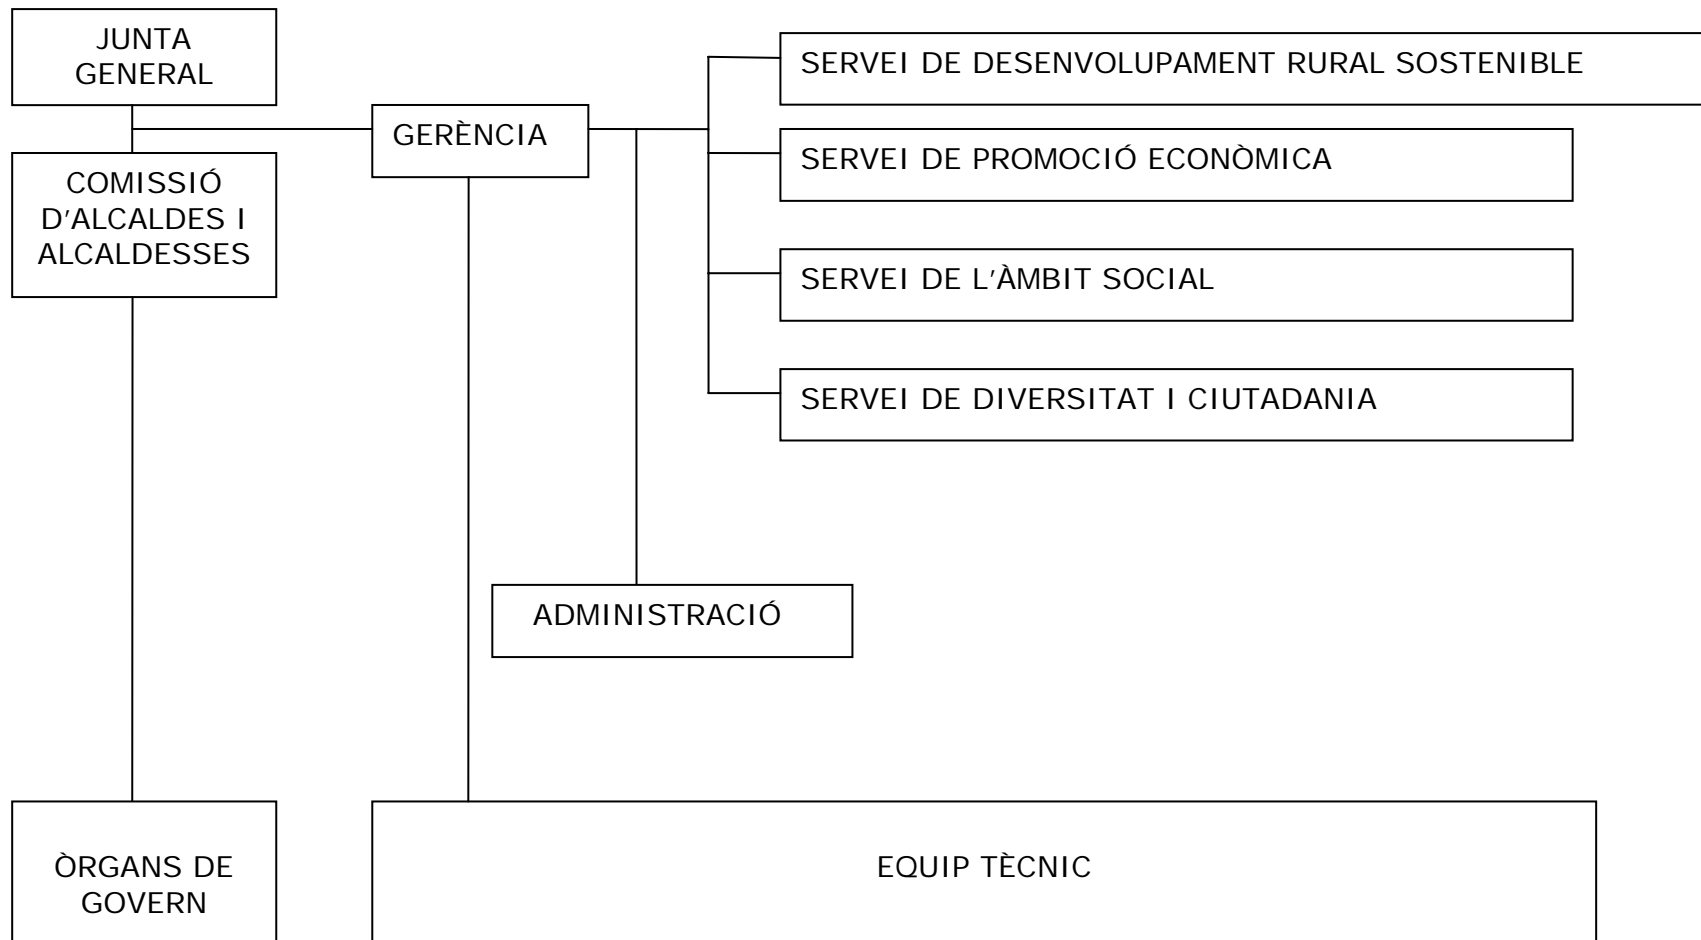 JUNTA
GENERAL
COMISSIÓ
D'ALCALDES I
ALCALDESSES
GERÈNCIA
SERVEI DE DESENVOLUPAMENT RURAL SOSTENIBLE
SERVEI DE PROMOCIÓ ECONÒMICA
SERVEI DE L'ÀMBIT SOCIAL
SERVEI DE DIVERSITAT I CIUTADANIA
ADMINISTRACIÓ
ÒRGANS DE
GOVERN
EQUIP TÈCNIC